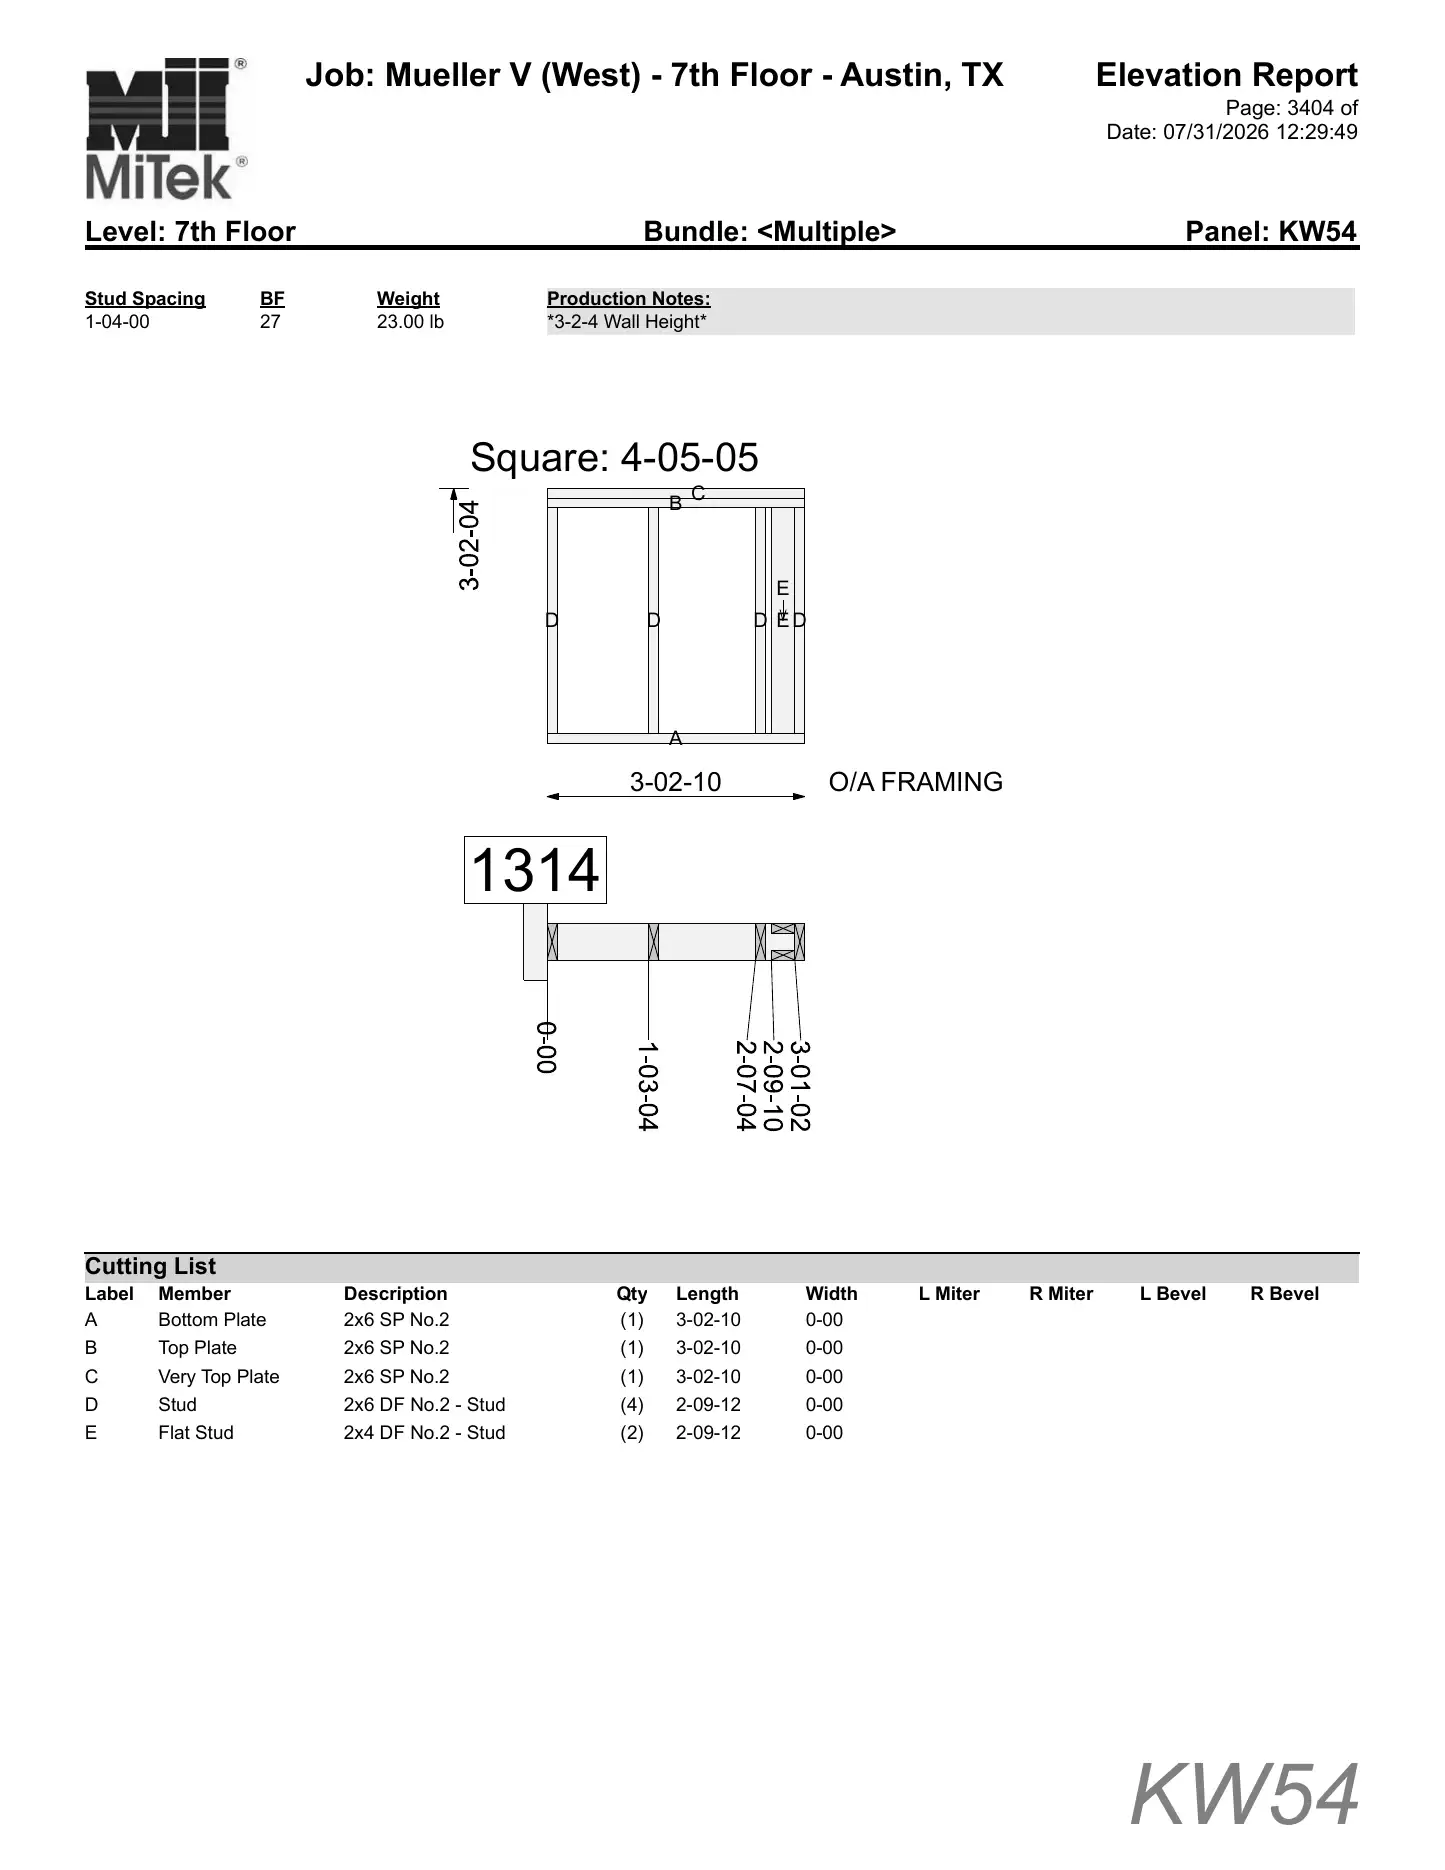 MiTek®
®
Job: Mueller V (West) - 7th Floor - Austin, TX
Elevation Report
Page: 3404 of
Date: 07/31/2026 12:29:49
Level: 7th Floor Bundle: <Multiple> Panel: KW54
Stud Spacing BF Weight Production Notes:
1-04-00 27 23.00 lb *3-2-4 Wall Height*
Square: 4-05-05
3-02-04
C
B
E
D D D E D
A
3-02-10 O/A FRAMING
1314
0-00
1-03-04
2-07-04
2-09-10
3-01-02
Cutting List
Label Member Description Qty Length Width L Miter R Miter L Bevel R Bevel
A Bottom Plate 2x6 SP No.2 (1) 3-02-10 0-00
B Top Plate 2x6 SP No.2 (1) 3-02-10 0-00
C Very Top Plate 2x6 SP No.2 (1) 3-02-10 0-00
D Stud 2x6 DF No.2 - Stud (4) 2-09-12 0-00
E Flat Stud 2x4 DF No.2 - Stud (2) 2-09-12 0-00
KW54